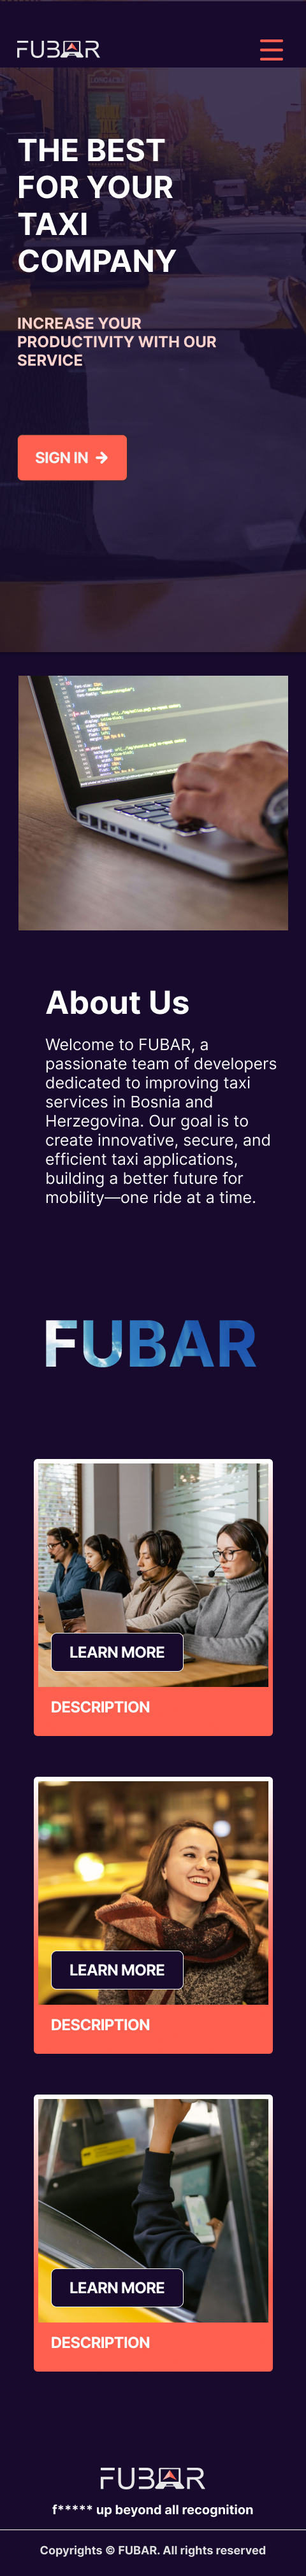 FUBAR
THE BEST
FOR YOUR
TAXI
COMPANY
INCREASE YOUR
PRODUCTIVITY WITH OUR
SERVICE
SIGN IN →
About Us
Welcome to FUBAR, a
passionate team of developers
dedicated to improving taxi
services in Bosnia and
Herzegovina. Our goal is to
create innovative, secure, and
efficient taxi applications,
building a better future for
mobility—one ride at a time.
FUBAR
LEARN MORE
DESCRIPTION
LEARN MORE
DESCRIPTION
LEARN MORE
DESCRIPTION
FUBAR
f***** up beyond all recognition
Copyrights © FUBAR. All rights reserved